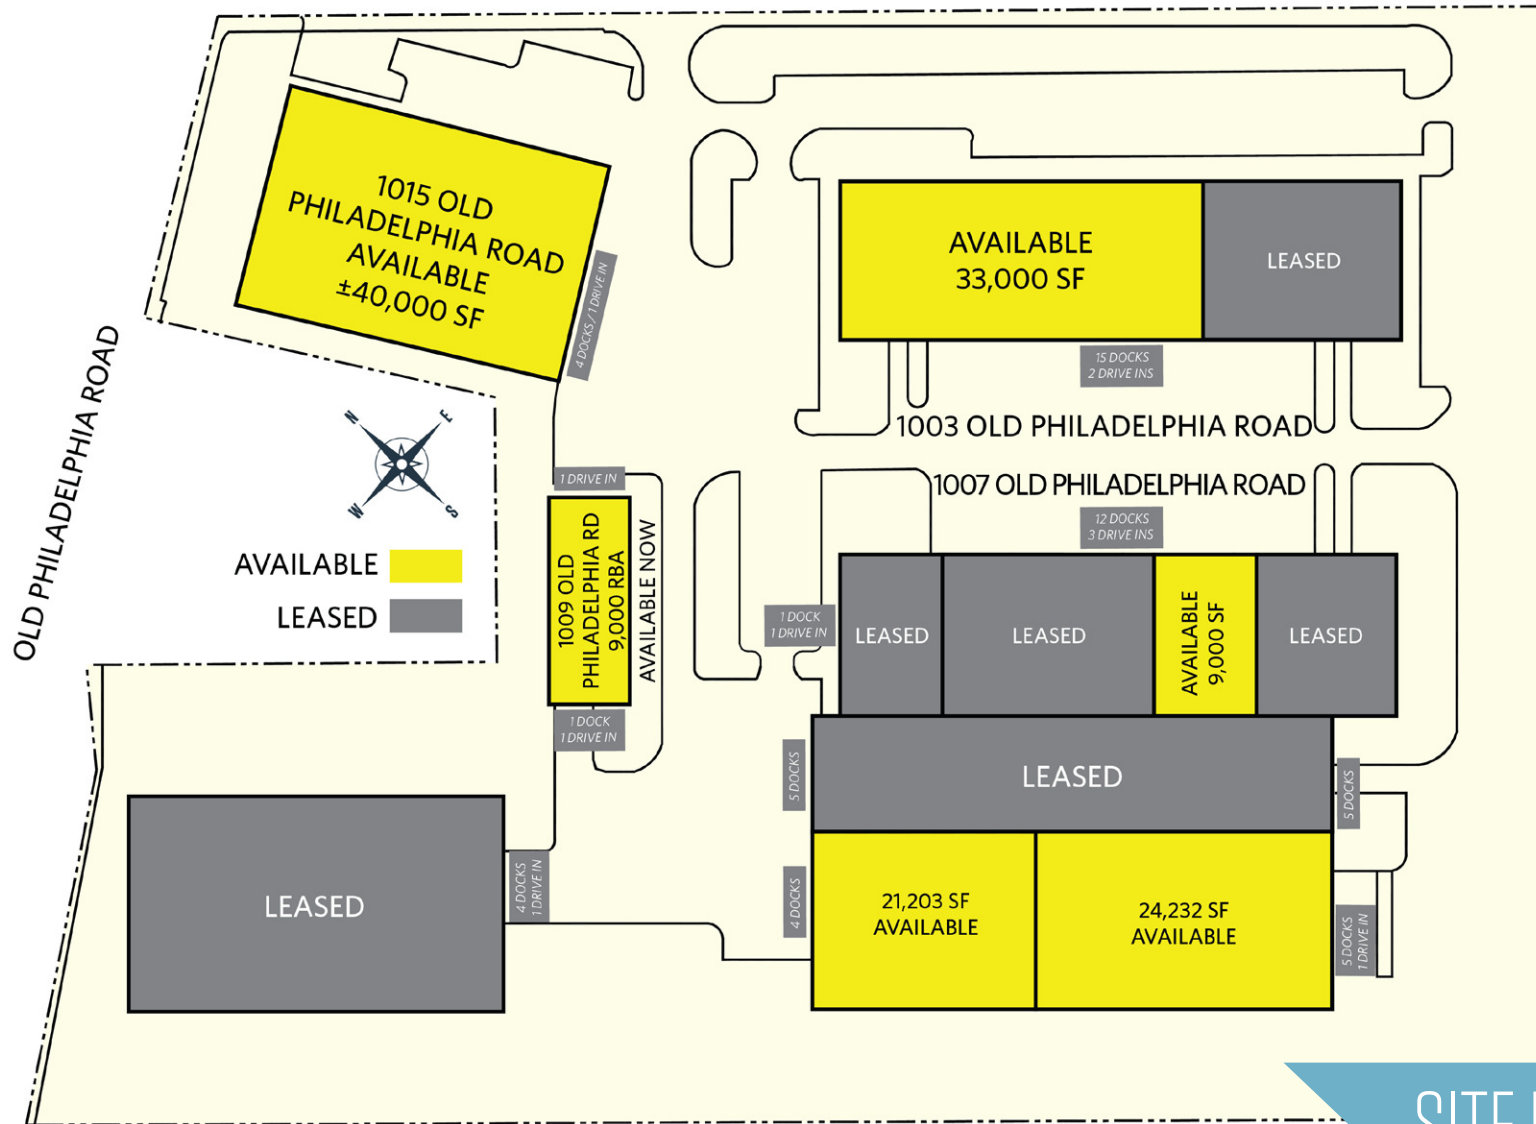 1015 OLD
PHILADELPHIA ROAD
AVAILABLE
±40,000 SF
4 DOCKS / 1 DRIVE IN
AVAILABLE
33,000 SF
LEASED
15 DOCKS
2 DRIVE INS
1003 OLD PHILADELPHIA ROAD
OLD PHILADELPHIA ROAD
N
E
W
S
AVAILABLE
LEASED
1 DRIVE IN
1009 OLD
PHILADELPHIA RD
9,000 RBA
AVAILABLE NOW
1 DOCK
1 DRIVE IN
1007 OLD PHILADELPHIA ROAD
12 DOCKS
3 DRIVE INS
1 DOCK
1 DRIVE IN
LEASED
LEASED
AVAILABLE
9,000 SF
LEASED
5 DOCKS
LEASED
5 DOCKS
LEASED
4 DOCKS
1 DRIVE IN
4 DOCKS
21,203 SF
AVAILABLE
24,232 SF
AVAILABLE
5 DOCKS
1 DRIVE IN
SITE